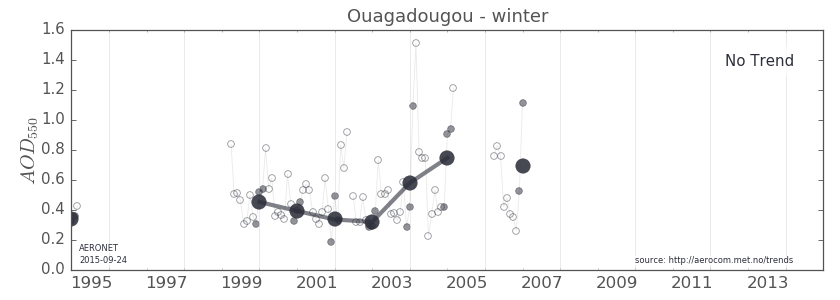 Ouagadougou - winter
1.6
1.4
1.2
1.0
0.8
0.6
0.4
0.2
0.0
AOD550
No Trend
AERONET
2015-09-24
source: http://aerocom.met.no/trends
1995 1997 1999 2001 2003 2005 2007 2009 2011 2013